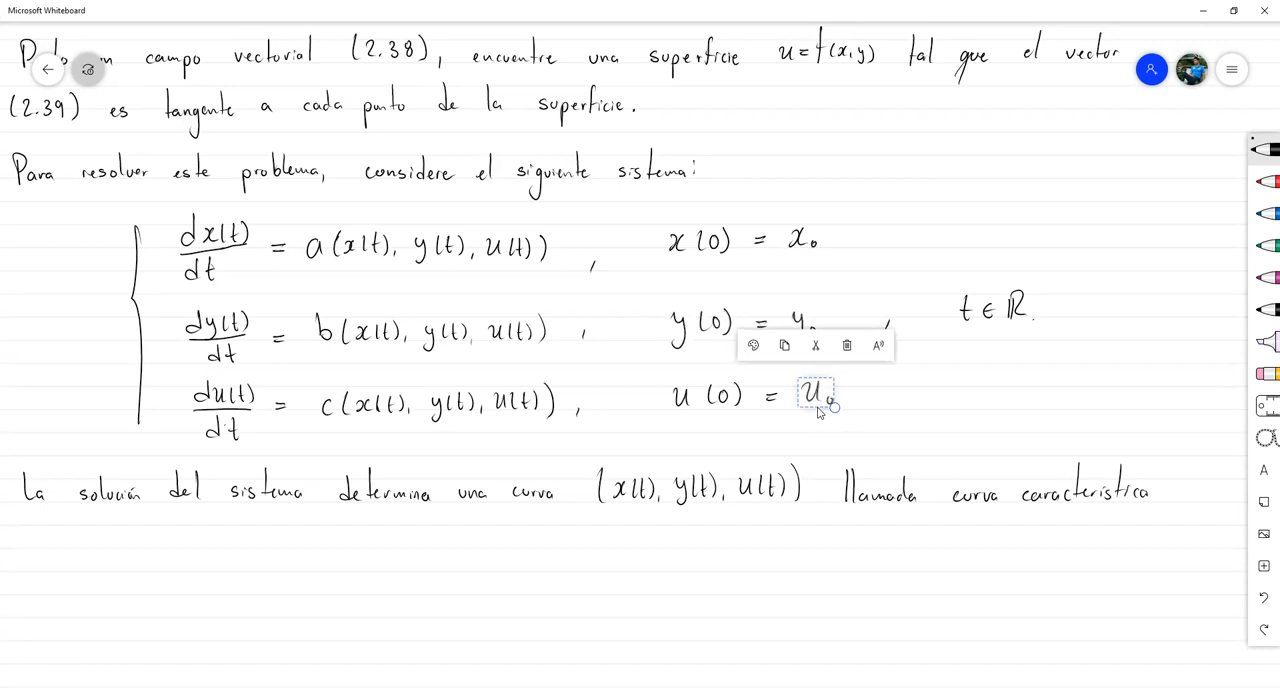 Microsoft Whiteboard
campo vectorial (2.38), encuentre una superficie u=f(x,y) tal que el vector
(2.39) es tangente a cada punto de la superficie.
Para resolver este problema, considere el siguiente sistema:
dx(t)/dt = a(x(t), y(t), u(t)), x(0) = x₀
dy(t)/dt = b(x(t), y(t), u(t)), y(0) = y₀, t ∈ ℝ.
du(t)/dt = c(x(t), y(t), u(t)), u(0) = u₀
La solución del sistema determina una curva (x(t), y(t), u(t)) llamada curva característica